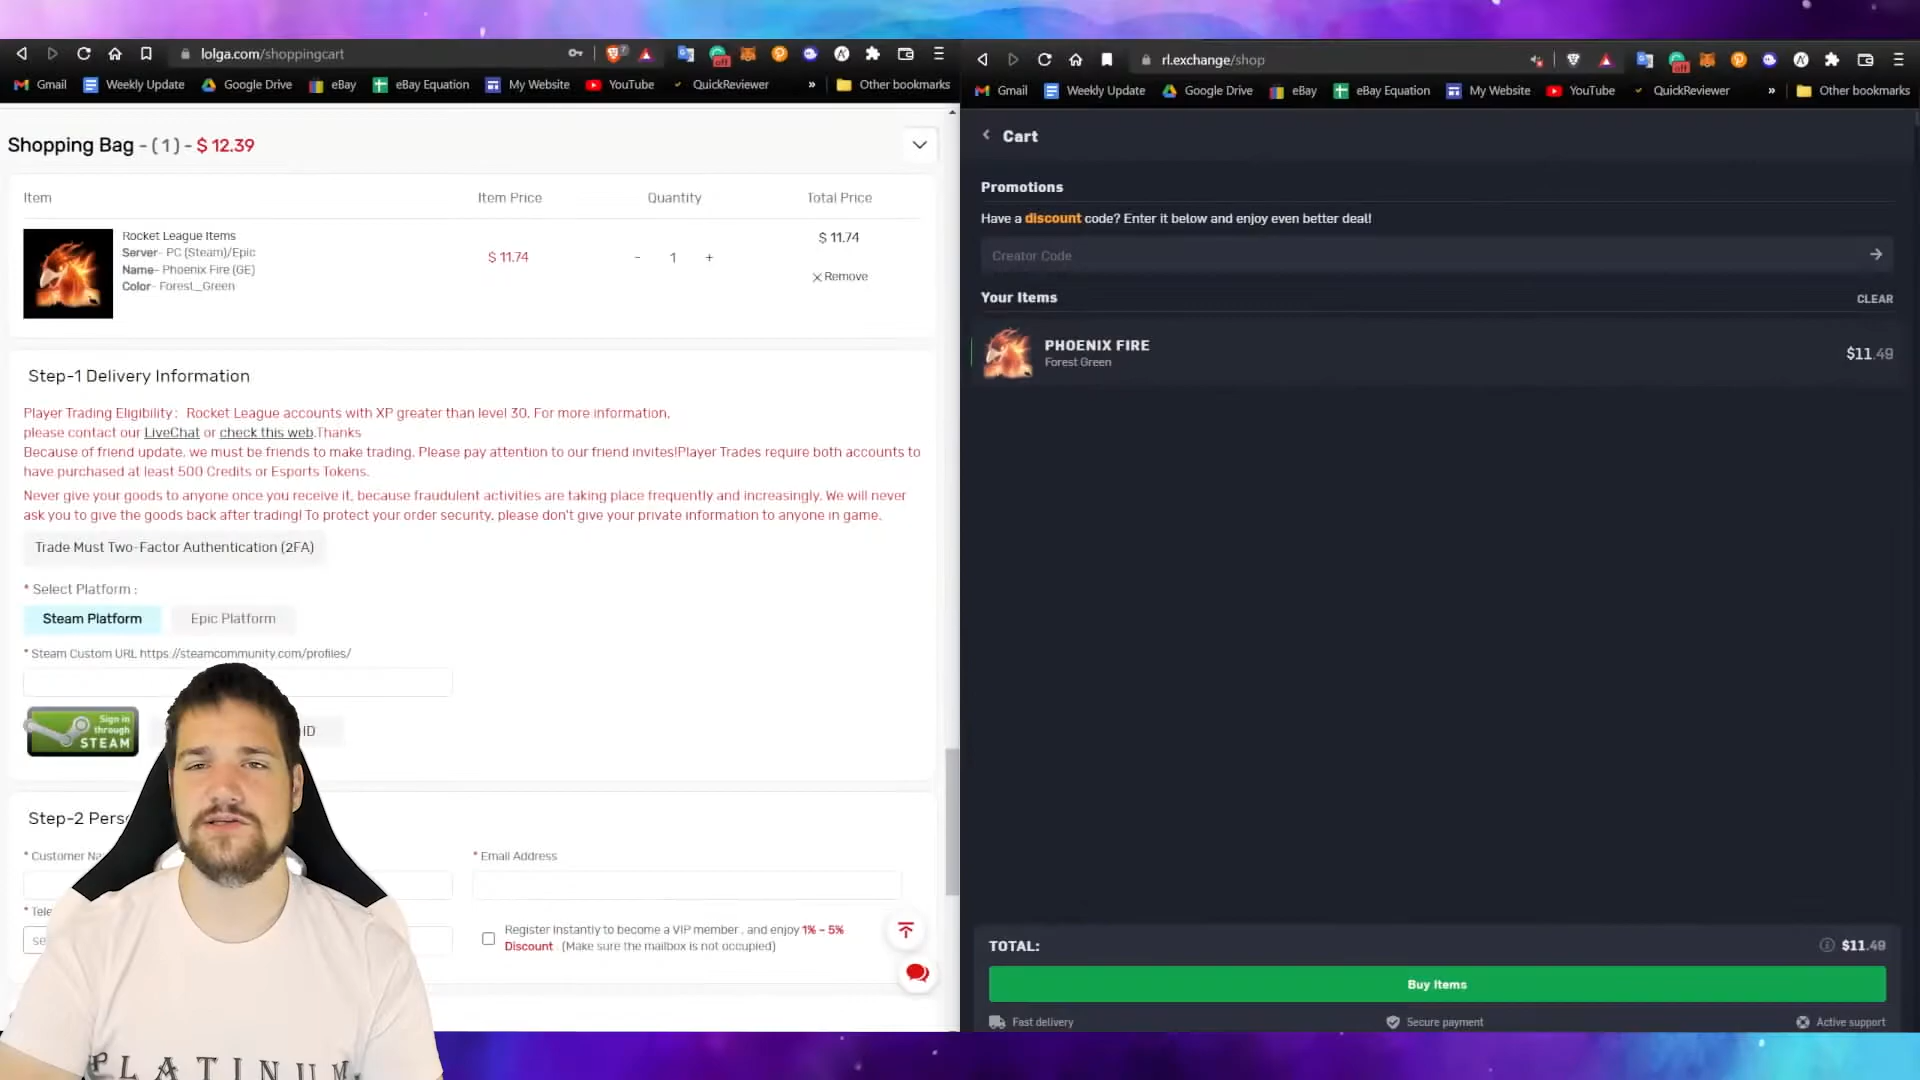 lolga.com/shoppingcart
Gmail
Weekly Update
Google Drive
eBay
eBay Equation
My Website
YouTube
QuickReviewer
»
Other bookmarks
Shopping Bag - ( 1 ) - $ 12.39
Item
Item Price
Quantity
Total Price
Rocket League Items
Server- PC (Steam)/Epic
Name- Phoenix Fire (GE)
Color- Forest_Green
$ 11.74
- 1 +
$ 11.74
Remove
Step-1 Delivery Information
Player Trading Eligibility： Rocket League accounts with XP greater than level 30. For more information,
please contact our LiveChat or check this web.Thanks
Because of friend update, we must be friends to make trading. Please pay attention to our friend invites!Player Trades require both accounts to
have purchased at least 500 Credits or Esports Tokens.
Never give your goods to anyone once you receive it, because fraudulent activities are taking place frequently and increasingly. We will never
ask you to give the goods back after trading! To protect your order security, please don't give your private information to anyone in game.
Trade Must Two-Factor Authentication (2FA)
* Select Platform :
Steam Platform
Epic Platform
* Steam Custom URL https://steamcommunity.com/profiles/
Sign in
through
STEAM
ID
Step-2 Pers
* Customer Na
* Email Address
* Tele
se
Register Instantly to become a VIP member , and enjoy 1% - 5%
Discount . (Make sure the mailbox is not occupied)
PLATINUM
rl.exchange/shop
Gmail
Weekly Update
Google Drive
eBay
eBay Equation
My Website
YouTube
QuickReviewer
»
Other bookmarks
Cart
Promotions
Have a discount code? Enter it below and enjoy even better deal!
Creator Code
Your Items
CLEAR
PHOENIX FIRE
Forest Green
$11.49
TOTAL:
$11.49
Buy Items
Fast delivery
Secure payment
Active support